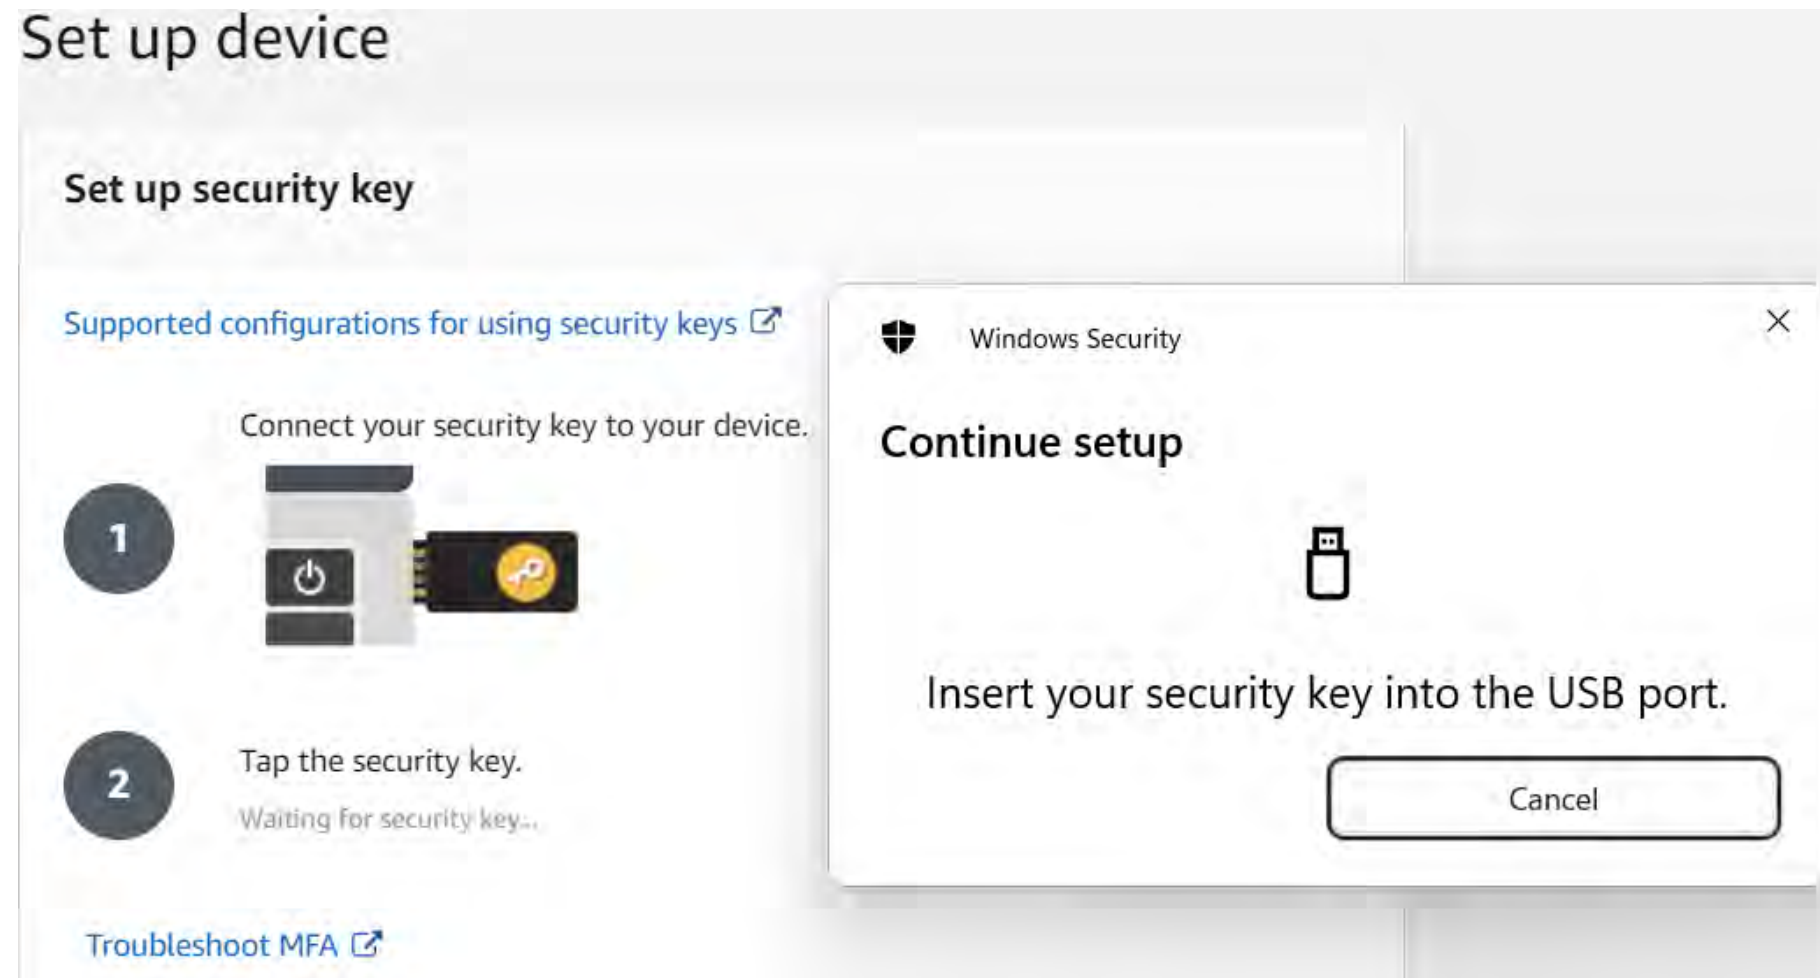 Set up device
Set up security key
Supported configurations for using security keys
Connect your security key to your device.
1
2
Tap the security key.
Waiting for security key...
Troubleshoot MFA
Windows Security
Continue setup
Insert your security key into the USB port.
Cancel